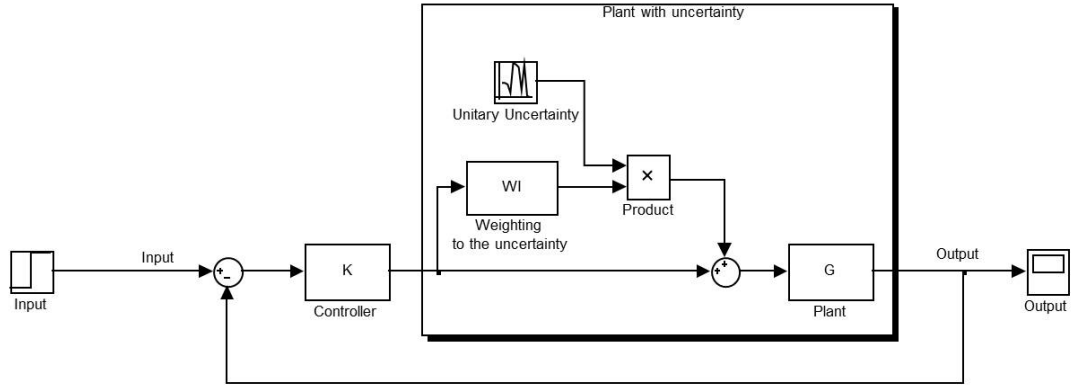 Plant with uncertainty
Unitary Uncertainty
WI
×
Weighting
to the uncertainty
Product
Input
Input
+
−
K
Controller
+
+
G
Plant
Output
Output